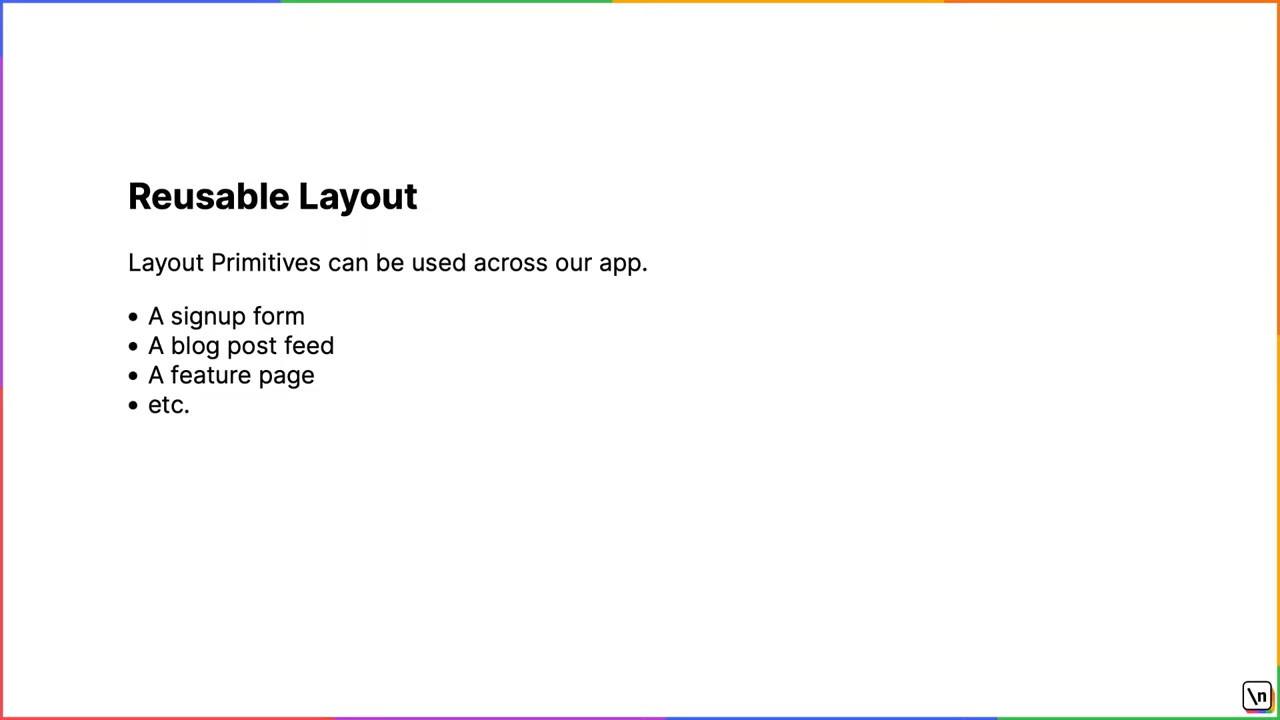 Reusable Layout
Layout Primitives can be used across our app.
• A signup form
• A blog post feed
• A feature page
• etc.
\n